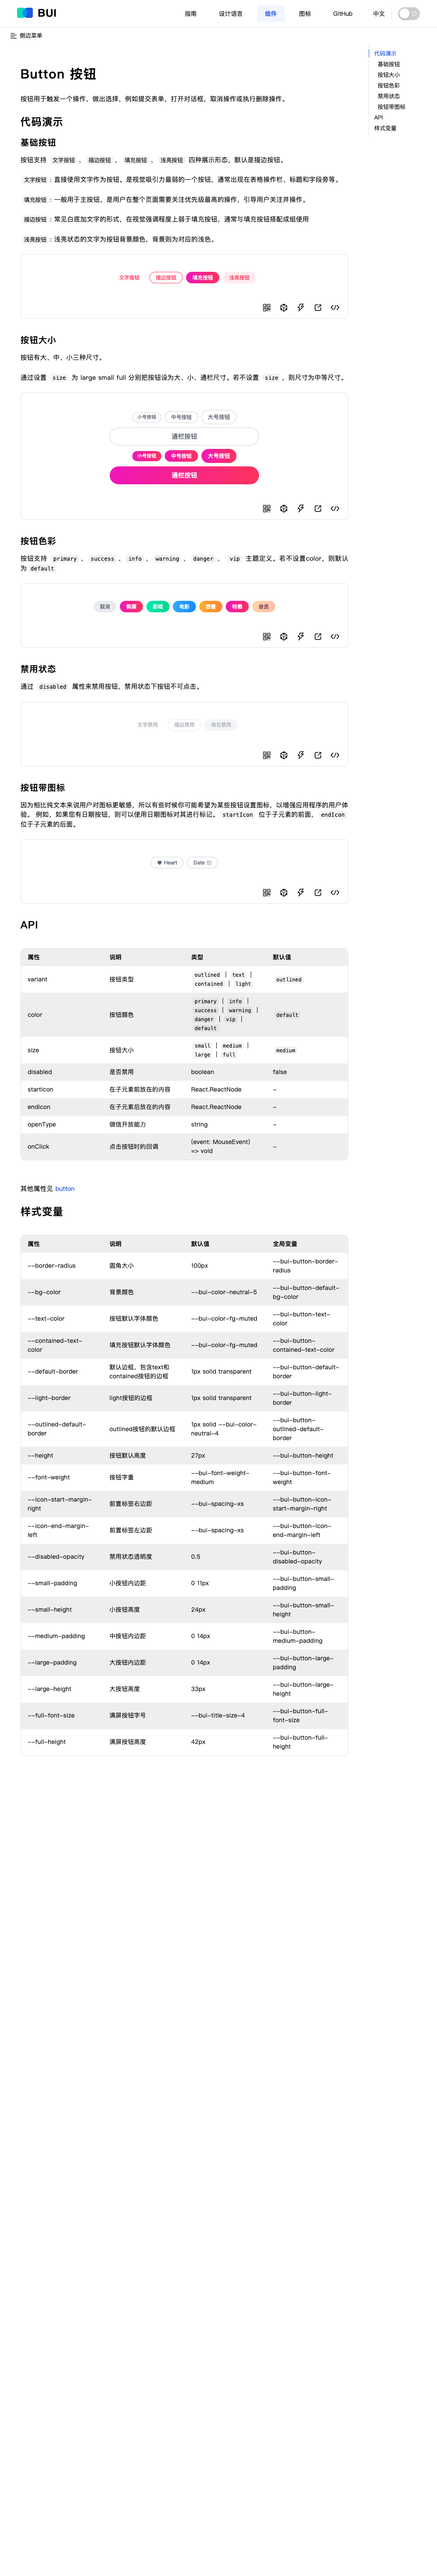 BUI
指南 设计语言 组件 图标 GitHub 中文
侧边菜单
代码演示
基础按钮
按钮大小
按钮色彩
禁用状态
按钮带图标
API
样式变量
Button 按钮
按钮用于触发一个操作，做出选择，例如提交表单，打开对话框，取消操作或执行删除操作。
代码演示
基础按钮
按钮支持 文字按钮 、 描边按钮 、 填充按钮 、 浅亮按钮 四种展示形态，默认是描边按钮。
文字按钮 : 直接使用文字作为按钮。是视觉吸引力最弱的一个按钮，通常出现在表格操作栏、标题和字段旁等。
填充按钮 : 一般用于主按钮，是用户在整个页面需要关注优先级最高的操作，引导用户关注并操作。
描边按钮 : 常见白底加文字的形式，在视觉强调程度上弱于填充按钮，通常与填充按钮搭配成组使用
浅亮按钮 : 浅亮状态的文字为按钮背景颜色，背景则为对应的浅色。
文字按钮 描边按钮 填充按钮 浅亮按钮
按钮大小
按钮有大、中、小三种尺寸。
通过设置 size 为 large small full 分别把按钮设为大、小、通栏尺寸。若不设置 size ，则尺寸为中等尺寸。
小号按钮 中号按钮 大号按钮
通栏按钮
小号按钮 中号按钮 大号按钮
通栏按钮
按钮色彩
按钮支持 primary 、 success 、 info 、 warning 、 danger 、 vip 主题定义。若不设置color，则默认
为 default
取消 购票 影城 电影 想看 特惠 会员
禁用状态
通过 disabled 属性来禁用按钮，禁用状态下按钮不可点击。
文字禁用 描边禁用 填充禁用
按钮带图标
因为相比纯文本来说用户对图标更敏感，所以有些时候你可能希望为某些按钮设置图标，以增强应用程序的用户体
验。 例如，如果您有日期按钮，则可以使用日期图标对其进行标记。 startIcon 位于子元素的前面， endIcon
位于子元素的后面。
Heart Date
API
属性 说明 类型 默认值
variant 按钮类型 outlined | text | contained | light outlined
color 按钮颜色 primary | info | success | warning | danger | vip | default default
size 按钮大小 small | medium | large | full medium
disabled 是否禁用 boolean false
startIcon 在子元素前放在的内容 React.ReactNode -
endIcon 在子元素后放在的内容 React.ReactNode -
openType 微信开放能力 string -
onClick 点击按钮时的回调 (event: MouseEvent) => void -
其他属性见 button
样式变量
属性 说明 默认值 全局变量
--border-radius 圆角大小 100px --bui-button-border-radius
--bg-color 背景颜色 --bui-color-neutral-5 --bui-button-default-bg-color
--text-color 按钮默认字体颜色 --bui-color-fg-muted --bui-button-text-color
--contained-text-color 填充按钮默认字体颜色 --bui-color-fg-muted --bui-button-contained-text-color
--default-border 默认边框，包含text和contained按钮的边框 1px solid transparent --bui-button-default-border
--light-border light按钮的边框 1px solid transparent --bui-button-light-border
--outlined-default-border outlined按钮的默认边框 1px solid --bui-color-neutral-4 --bui-button-outlined-default-border
--height 按钮默认高度 27px --bui-button-height
--font-weight 按钮字重 --bui-font-weight-medium --bui-button-font-weight
--icon-start-margin-right 前置标签右边距 --bui-spacing-xs --bui-button-icon-start-margin-right
--icon-end-margin-left 前置标签左边距 --bui-spacing-xs --bui-button-icon-end-margin-left
--disabled-opacity 禁用状态透明度 0.5 --bui-button-disabled-opacity
--small-padding 小按钮内边距 0 11px --bui-button-small-padding
--small-height 小按钮高度 24px --bui-button-small-height
--medium-padding 中按钮内边距 0 14px --bui-button-medium-padding
--large-padding 大按钮内边距 0 14px --bui-button-large-padding
--large-height 大按钮高度 33px --bui-button-large-height
--full-font-size 满屏按钮字号 --bui-title-size-4 --bui-button-full-font-size
--full-height 满屏按钮高度 42px --bui-button-full-height